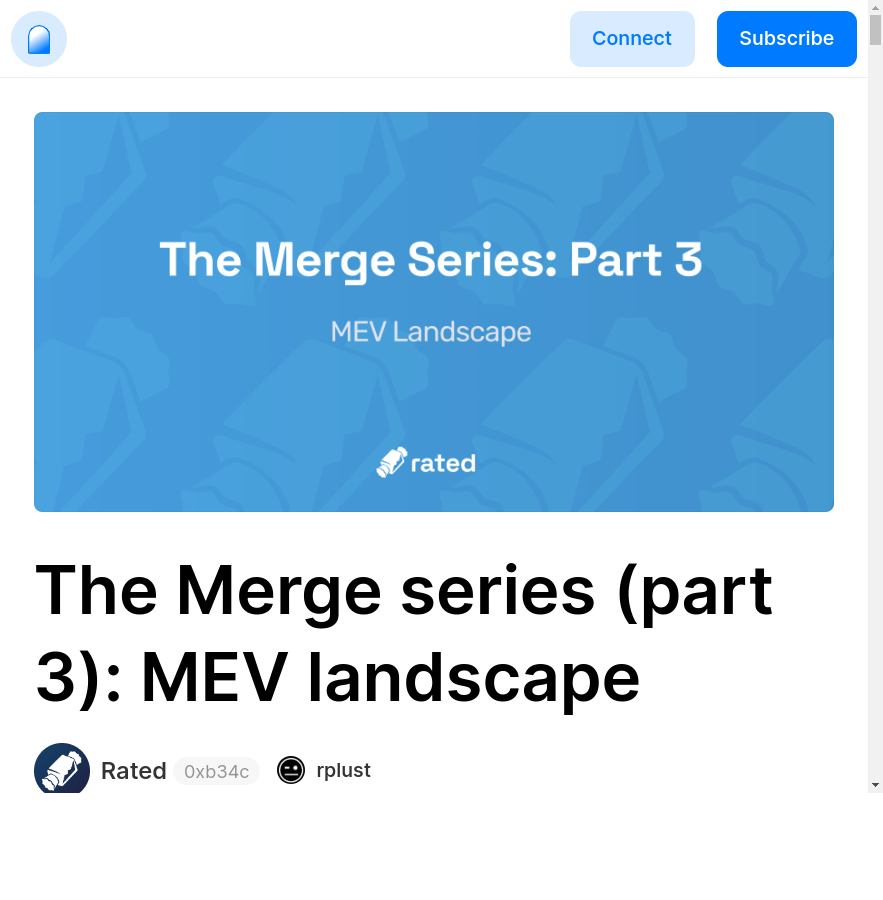 Connect
Subscribe
The Merge Series: Part 3
MEV Landscape
rated
The Merge series (part
3): MEV landscape
Rated 0xb34c rplust